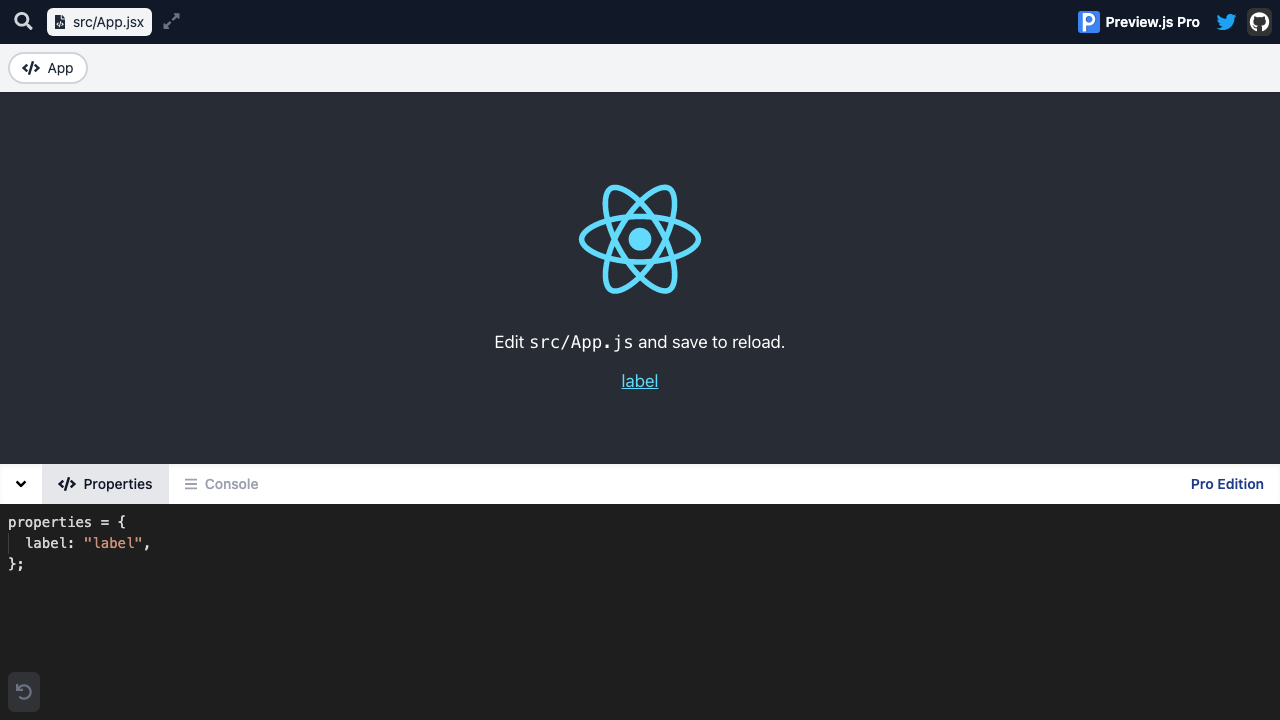 src/App.jsx
Preview.js Pro
App
Edit src/App.js and save to reload.
label
Properties
Console
Pro Edition
properties = {
  label: "label",
};